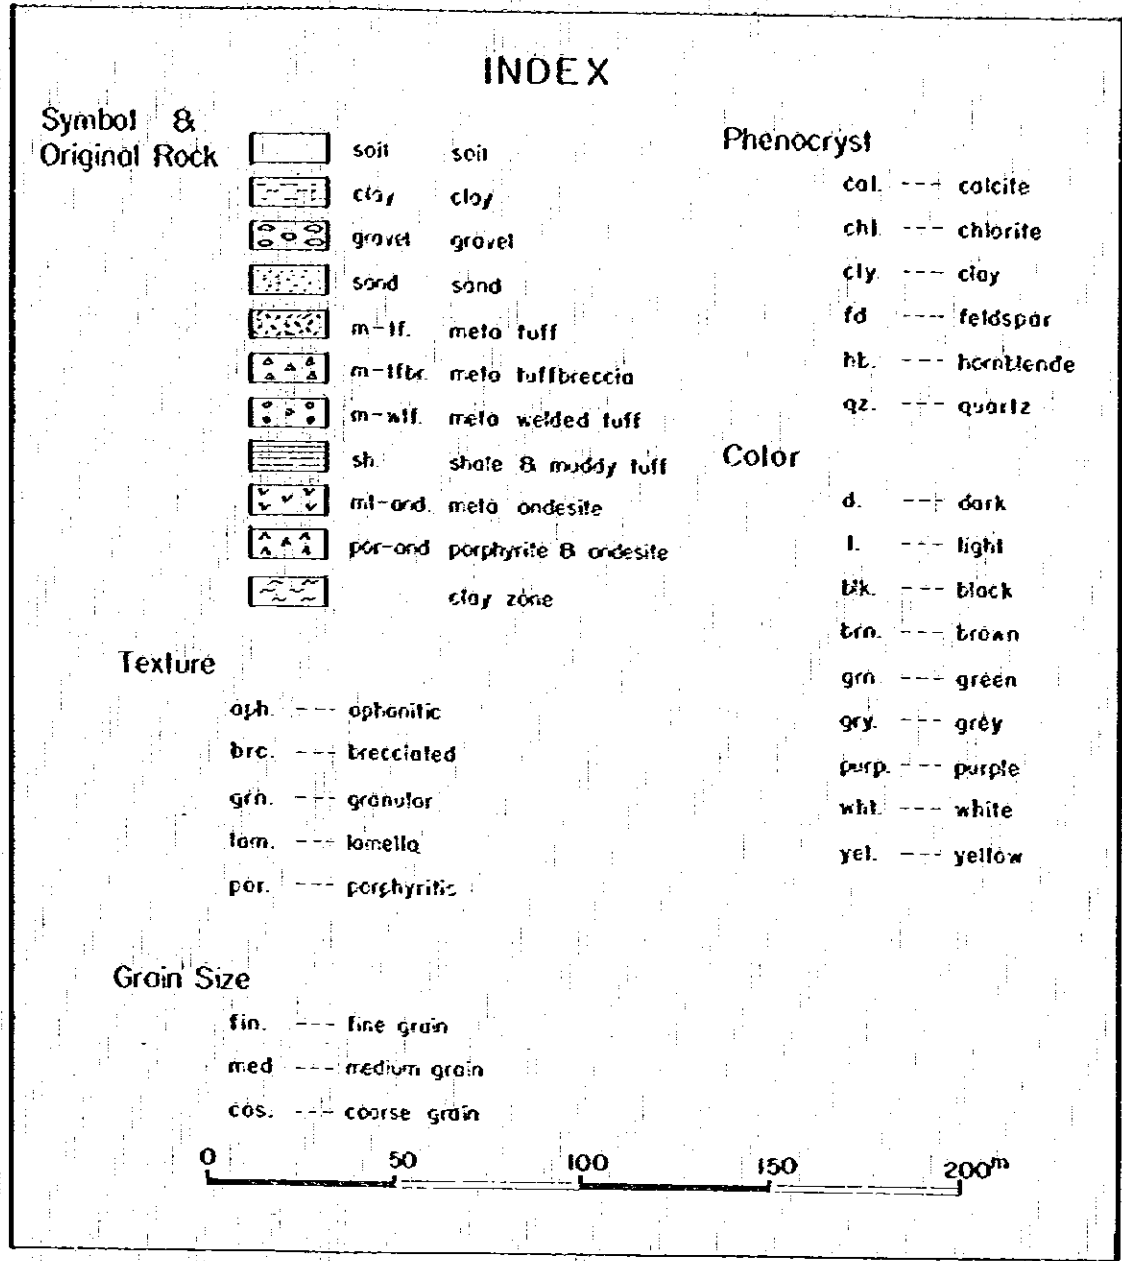 INDEX
Symbol &
Original Rock
soil soil
clay clay
gravel gravel
sand sand
m-tf. meta tuff
m-tfbr. meta tuffbreccia
m-wtf. meta welded tuff
sh. shale & muddy tuff
mt-and. meta andesite
por-and porphyrite & andesite
clay zone
Texture
aph. --- aphanitic
brc. --- brecciated
grn. --- granular
lam. --- lamella
por. --- porphyritic
Grain Size
fin. --- fine grain
med --- medium grain
cos. --- coarse grain
Phenocryst
cal. --- calcite
chl. --- chlorite
cly. --- clay
fd --- feldspar
hb. --- hornblende
qz. --- quartz
Color
d. --- dark
l. --- light
blk. --- black
brn. --- brown
grn. --- green
gry. --- grey
purp. --- purple
wht. --- white
yel. --- yellow
0 50 100 150 200m